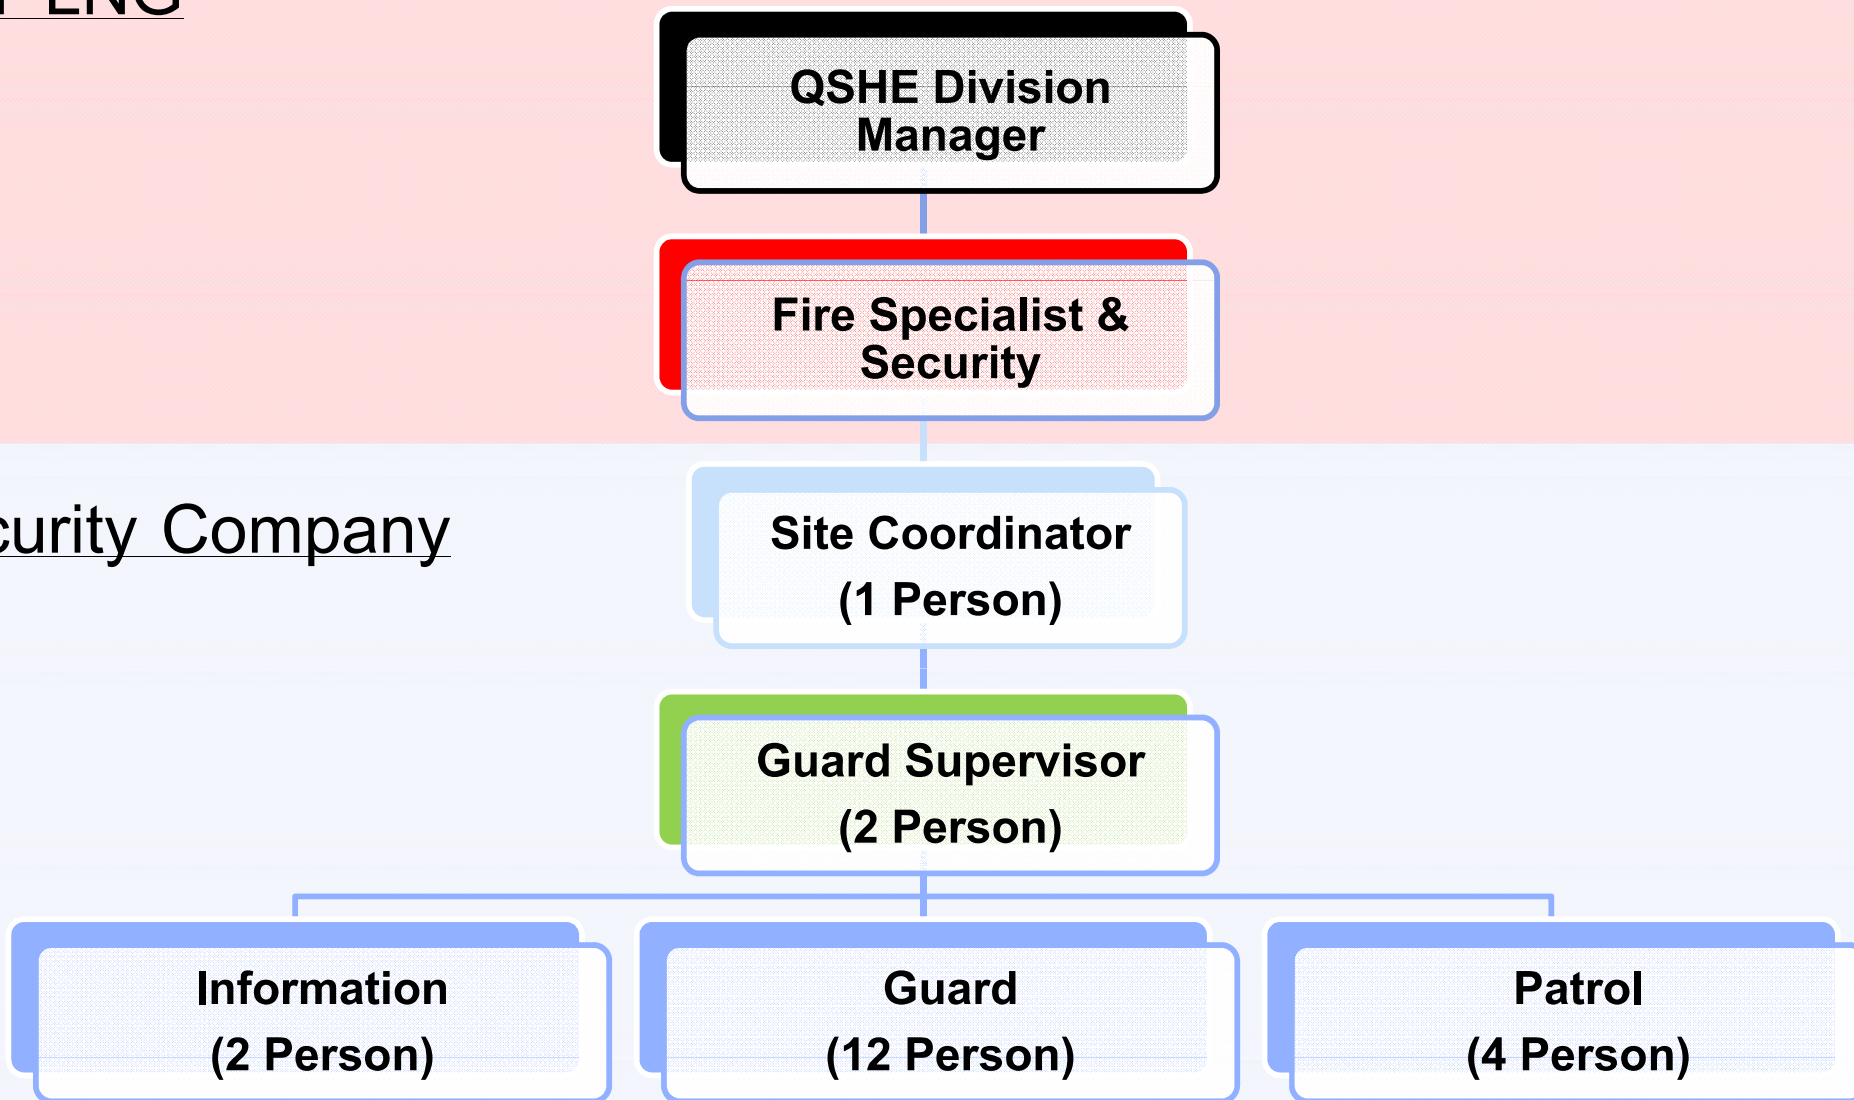 LNG
QSHE Division
Manager
Fire Specialist &
Security
Company
Site Coordinator
(1 Person)
Guard Supervisor
(2 Person)
Information
(2 Person)
Guard
(12 Person)
Patrol
(4 Person)